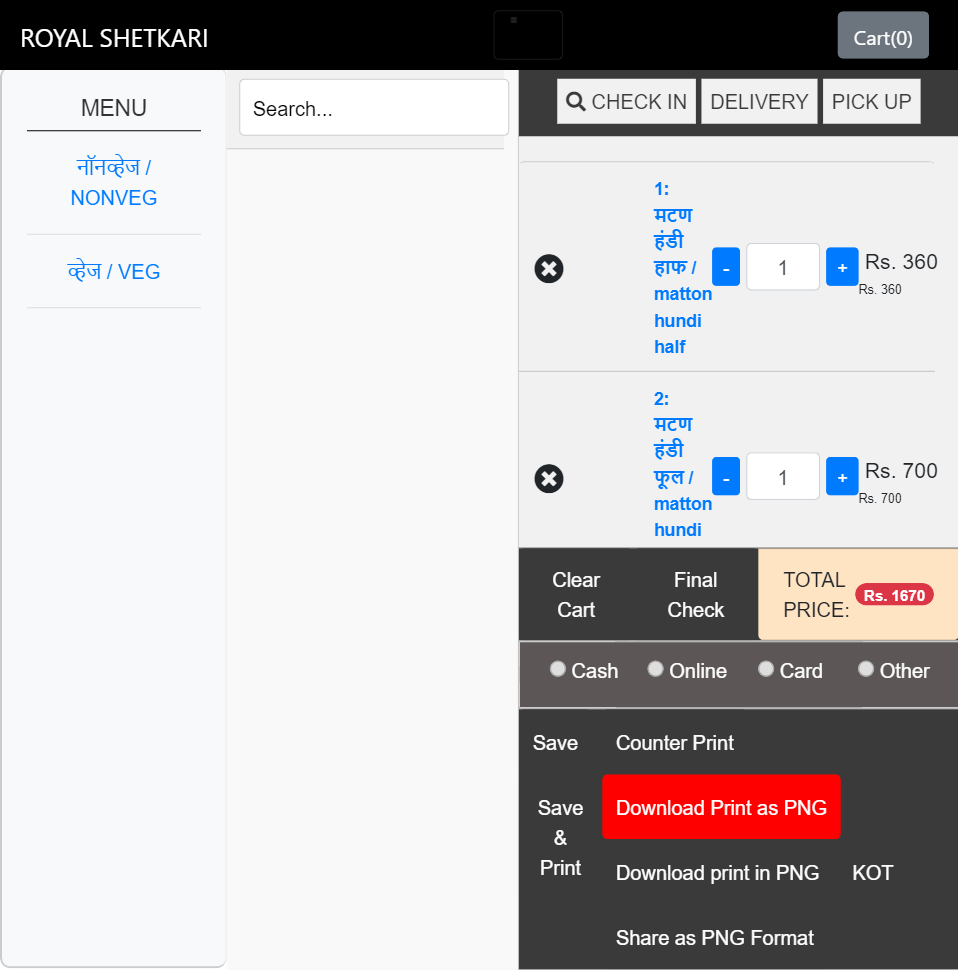 ROYAL SHETKARI
Cart(0)
MENU
नॉनव्हेज /
NONVEG
व्हेज / VEG
Search...
CHECK IN
DELIVERY
PICK UP
1:
मटण
हंडी
हाफ /
matton
hundi
half
-
1
+
Rs. 360
Rs. 360
2:
मटण
हंडी
फूल /
matton
hundi
-
1
+
Rs. 700
Rs. 700
Clear
Cart
Final
Check
TOTAL
PRICE:
Rs. 1670
Cash
Online
Card
Other
Save
Counter Print
Save
&
Print
Download Print as PNG
Download print in PNG
KOT
Share as PNG Format